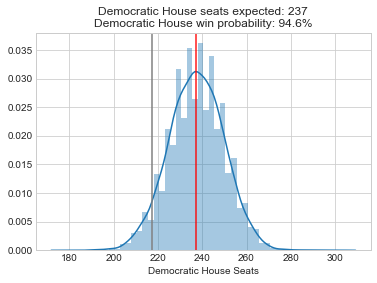 Democratic House seats expected: 237
Democratic House win probability: 94.6%
0.035
0.030
0.025
0.020
0.015
0.010
0.005
0.000
180 200 220 240 260 280 300
Democratic House Seats